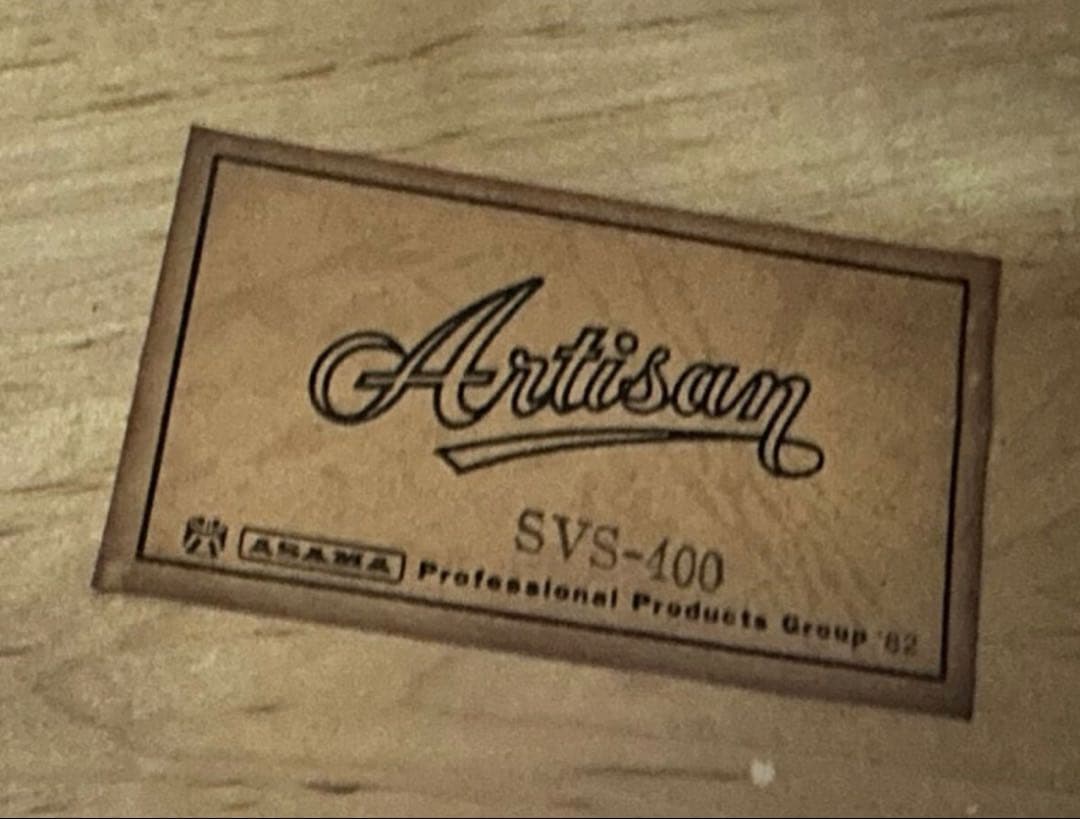 Artisan
SVS-400
ASAMA Professional Products Group '82